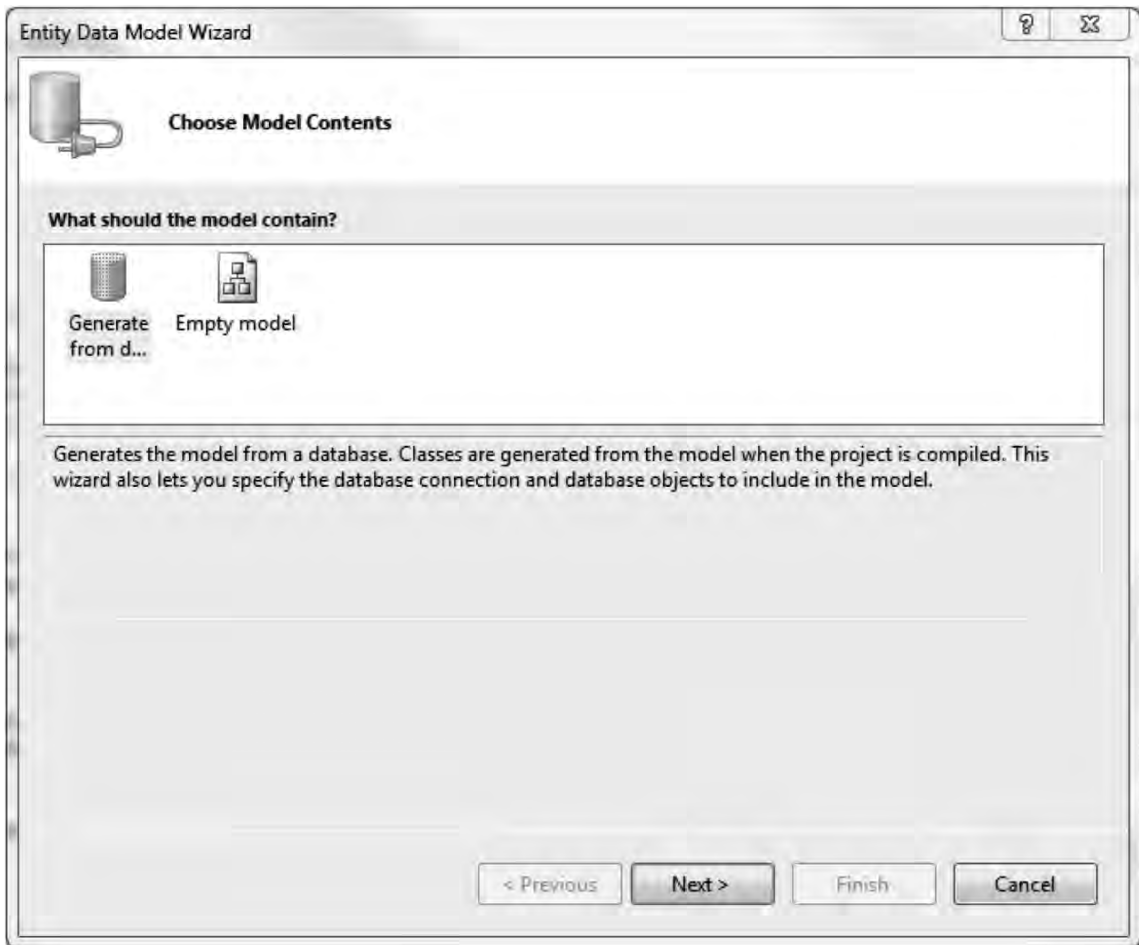 Entity Data Model Wizard
Choose Model Contents
What should the model contain?
Generate
from d...
Empty model
Generates the model from a database. Classes are generated from the model when the project is compiled. This
wizard also lets you specify the database connection and database objects to include in the model.
< Previous
Next >
Finish
Cancel